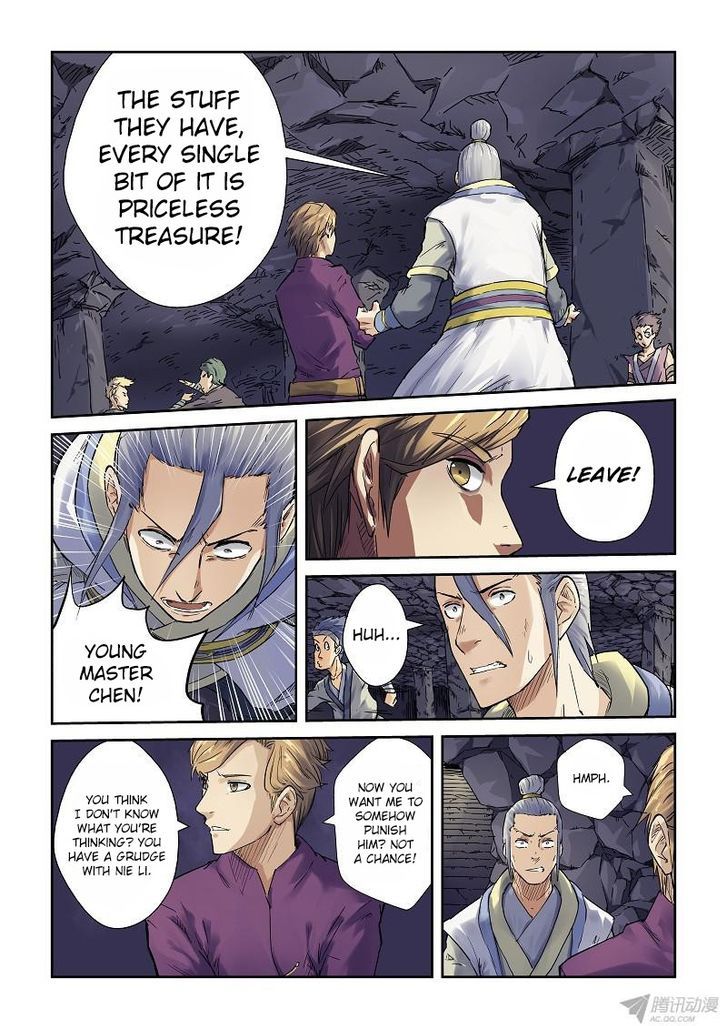 THE STUFF
THEY HAVE,
EVERY SINGLE
BIT OF IT IS
PRICELESS
TREASURE!
LEAVE!
YOUNG
MASTER
CHEN!
HUH...
YOU THINK
I DON'T KNOW
WHAT YOU'RE
THINKING? YOU
HAVE A GRUDGE
WITH NIE LI.
NOW YOU
WANT ME TO
SOMEHOW
PUNISH
HIM? NOT
A CHANCE!
HMPH.
腾讯动漫
AC.QQ.COM